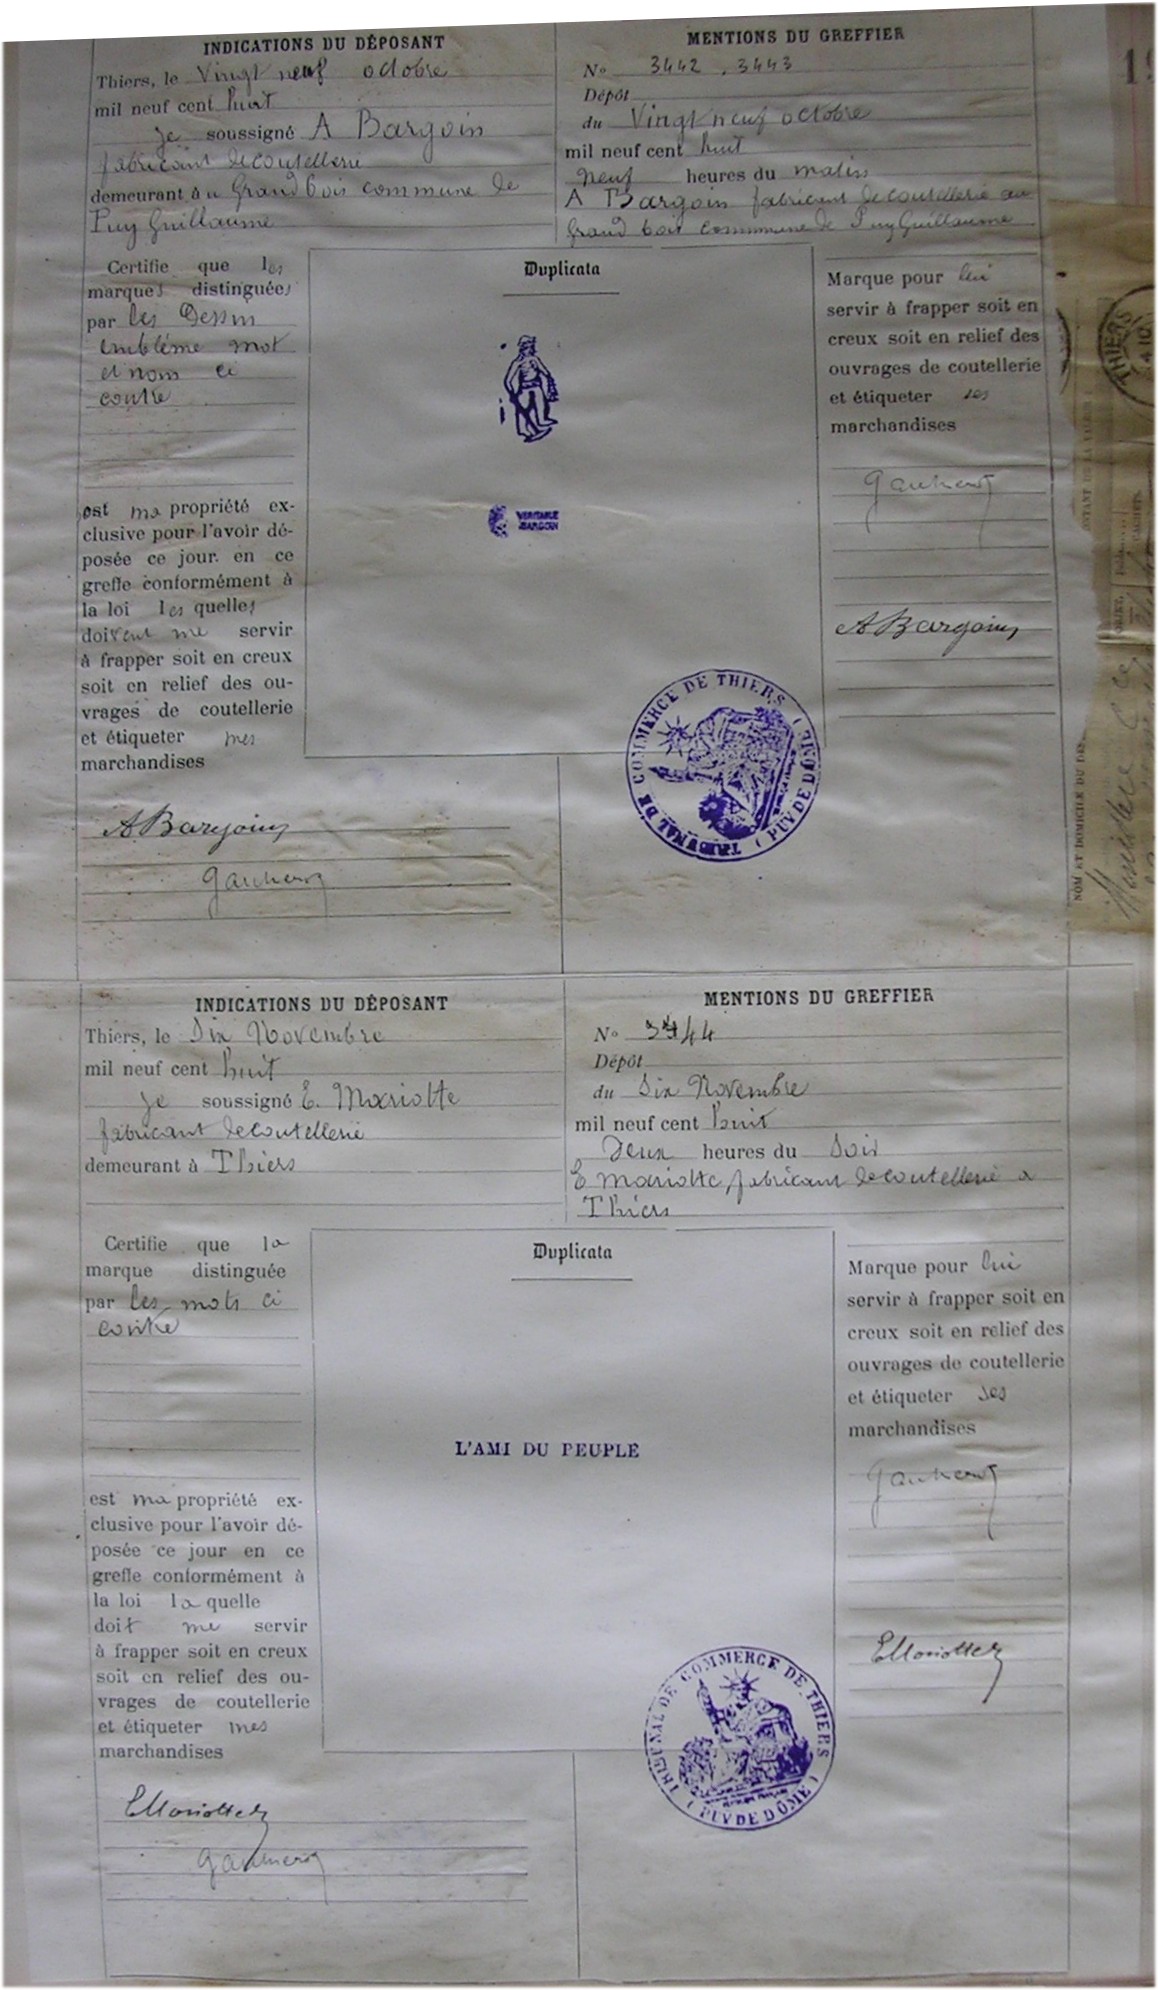 INDICATIONS DU DÉPOSANT
Thiers, le Vingt neuf octobre
mil neuf cent huit
je soussigné A Bargoin
fabricant de coutellerie
demeurant à u Grand bois commune de
Puy Guillaume
MENTIONS DU GREFFIER
No 3442, 3443
Dépôt
du Vingt neuf octobre
mil neuf cent huit
neuf heures du matin
A Bargoin fabricant de coutellerie au
Grand bois commune de Puy Guillaume
Certifie que les
marques distinguées
par les Dessin
emblème mot
et nom ci
contre
est ma propriété ex-
clusive pour l'avoir dé-
posée ce jour en ce
greffe conformément à
la loi les quelles
doivent me servir
à frapper soit en creux
soit en relief des ou-
vrages de coutellerie
et étiqueter mes
marchandises
A Bargoin
Duplicata
VERITABLE
BARGOIN
TRIBUNAL DE COMMERCE DE THIERS
(PUY DE DÔME)
Marque pour lui
servir à frapper soit en
creux soit en relief des
ouvrages de coutellerie
et étiqueter ses
marchandises
A Bargoin
THIERS
NOM ET DOMICILE DU
INDICATIONS DU DÉPOSANT
Thiers, le Six Novembre
mil neuf cent huit
je soussigné E. Mariotte
fabricant de coutellerie
demeurant à Thiers
MENTIONS DU GREFFIER
No 3444
Dépôt
du Six Novembre
mil neuf cent huit
Deux heures du Soir
E Mariotte, fabricant de coutellerie a
Thiers
Certifie que la
marque distinguée
par les mots ci
contre
est ma propriété ex-
clusive pour l'avoir dé-
posée ce jour en ce
greffe conformément à
la loi la quelle
doit me servir
à frapper soit en creux
soit en relief des ou-
vrages de coutellerie
et étiqueter mes
marchandises
E Mariotte
Duplicata
L'AMI DU PEUPLE
TRIBUNAL DE COMMERCE DE THIERS
(PUY DE DÔME)
Marque pour lui
servir à frapper soit en
creux soit en relief des
ouvrages de coutellerie
et étiqueter ses
marchandises
E Mariotte